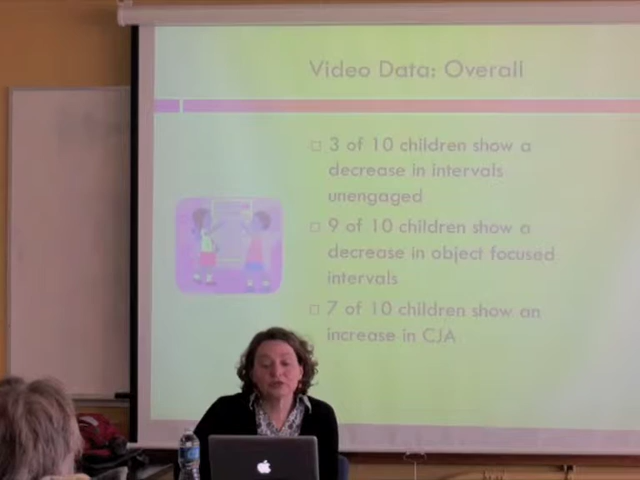 Video Data: Overall
3 of 10 children show a
decrease in intervals
unengaged
9 of 10 children show a
decrease in object focused
intervals
7 of 10 children show an
increase in CJA